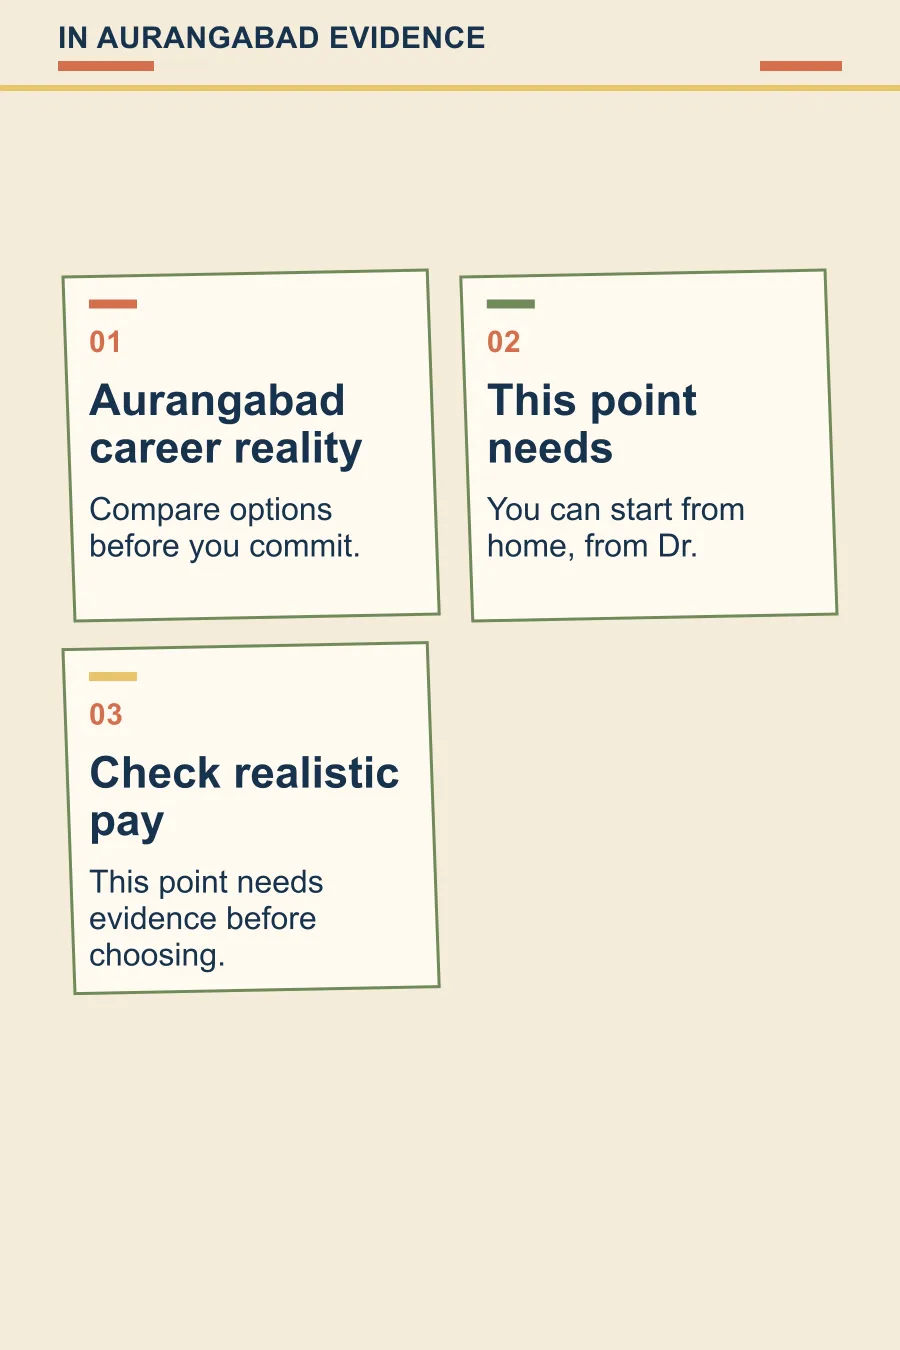 IN AURANGABAD EVIDENCE
01
Aurangabad
career reality
Compare options
before you commit.
02
This point
needs
You can start from
home, from Dr.
03
Check realistic
pay
This point needs
evidence before
choosing.